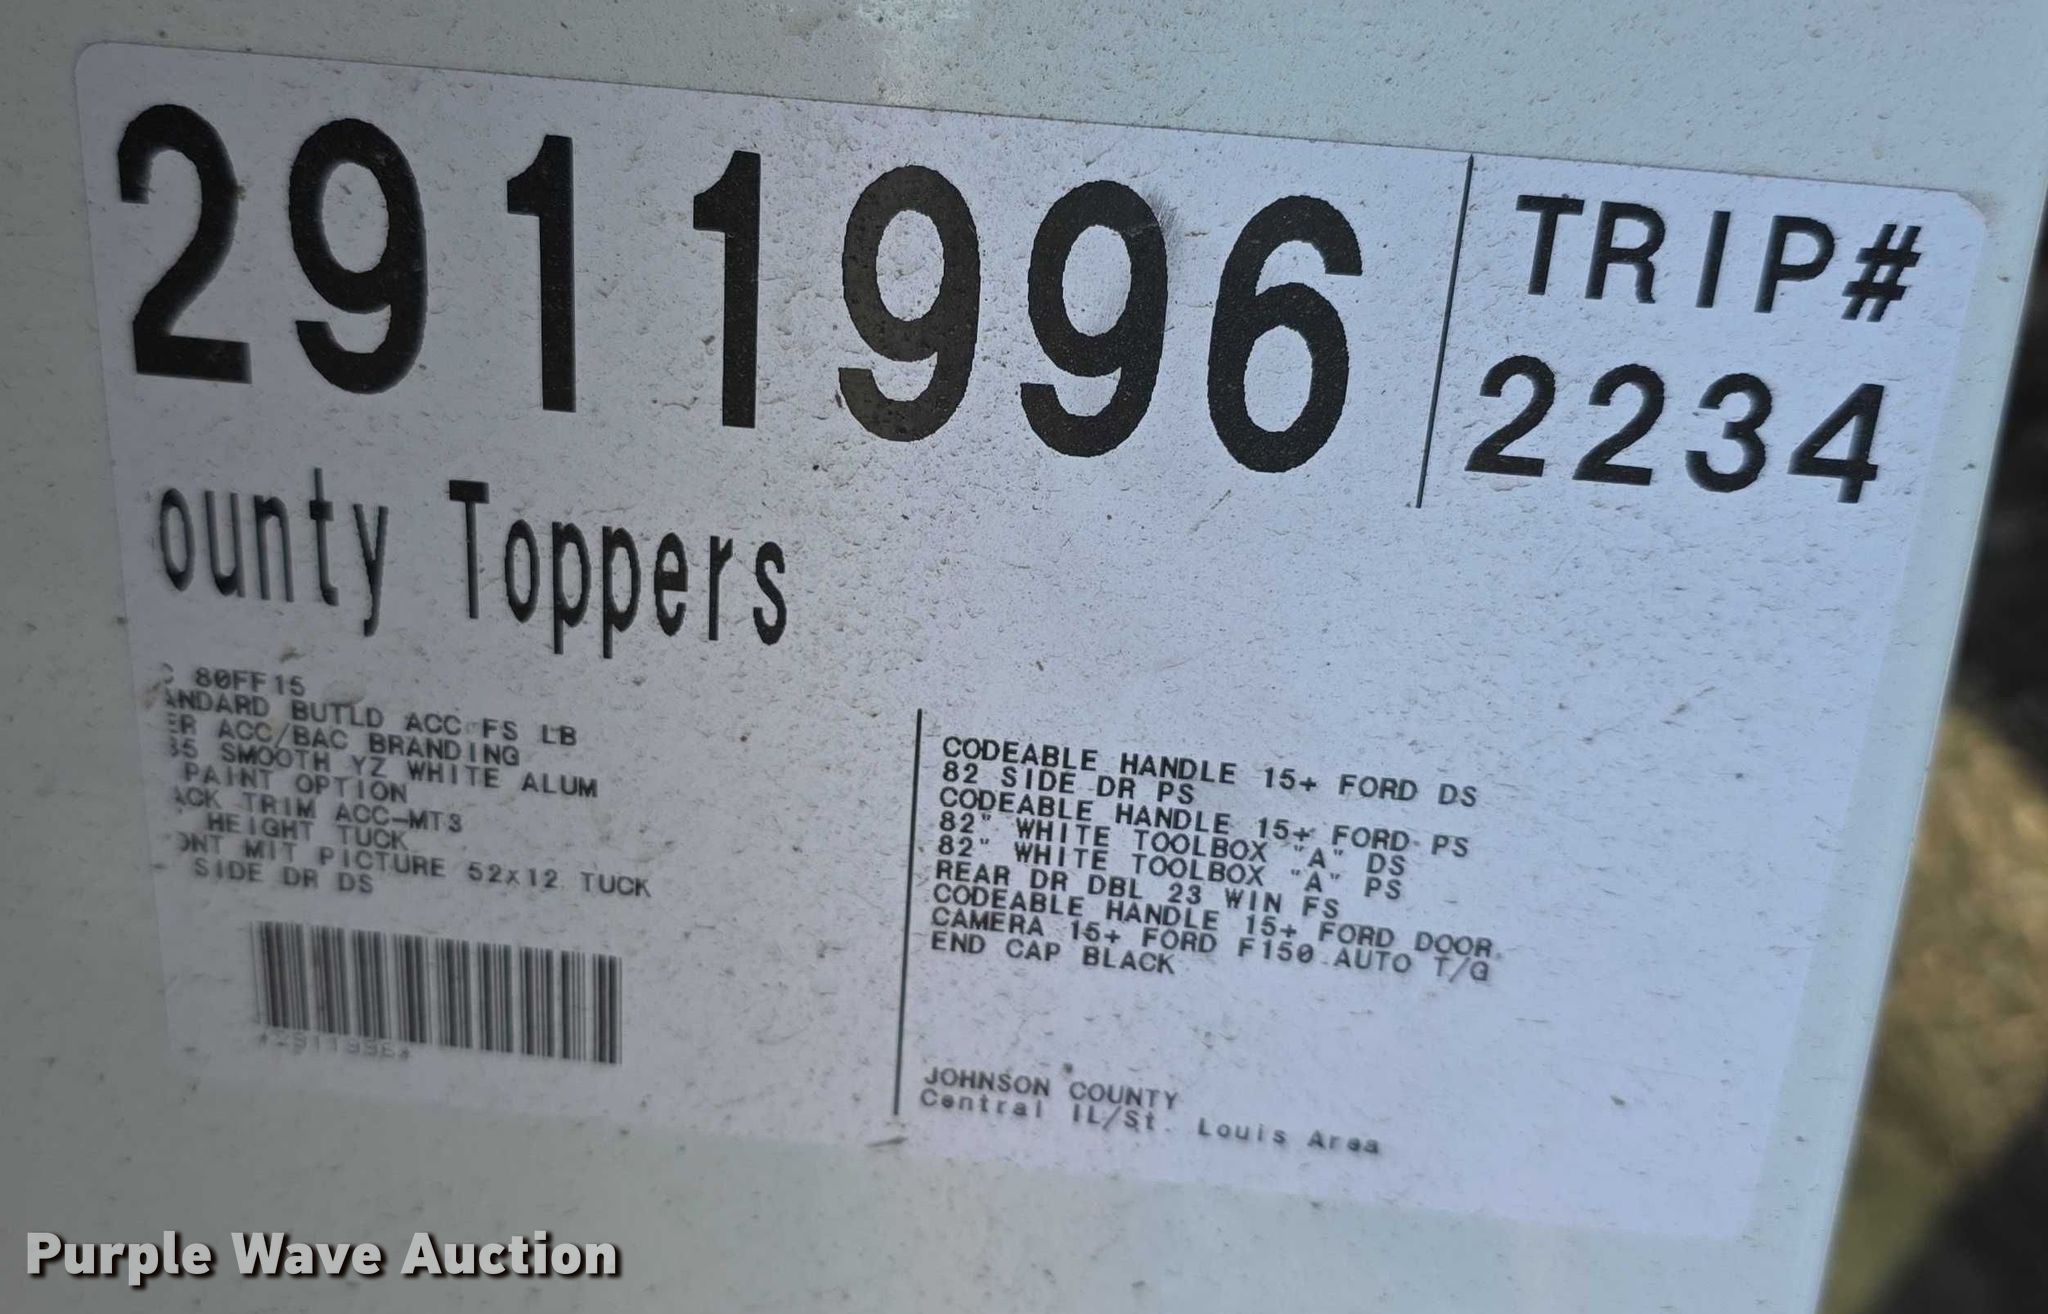 2911996
TRIP#
2234
ounty Toppers
80FF15
ANDARD BUTLD ACC FS LB
ER ACC/BAC BRANDING
35 SMOOTH YZ WHITE ALUM
PAINT OPTION
ACK TRIM ACC-MT3
HEIGHT TUCK
ONT MIT PICTURE 52x12 TUCK
SIDE DR DS
*2911996*
CODEABLE HANDLE 15+ FORD DS
82 SIDE DR PS
CODEABLE HANDLE 15+ FORD PS
82" WHITE TOOLBOX "A" DS
82" WHITE TOOLBOX "A" PS
REAR DR DBL 23 WIN FS
CODEABLE HANDLE 15+ FORD DOOR
CAMERA 15+ FORD F150 AUTO T/G
END CAP BLACK
JOHNSON COUNTY
Central IL/St. Louis Area
Purple Wave Auction